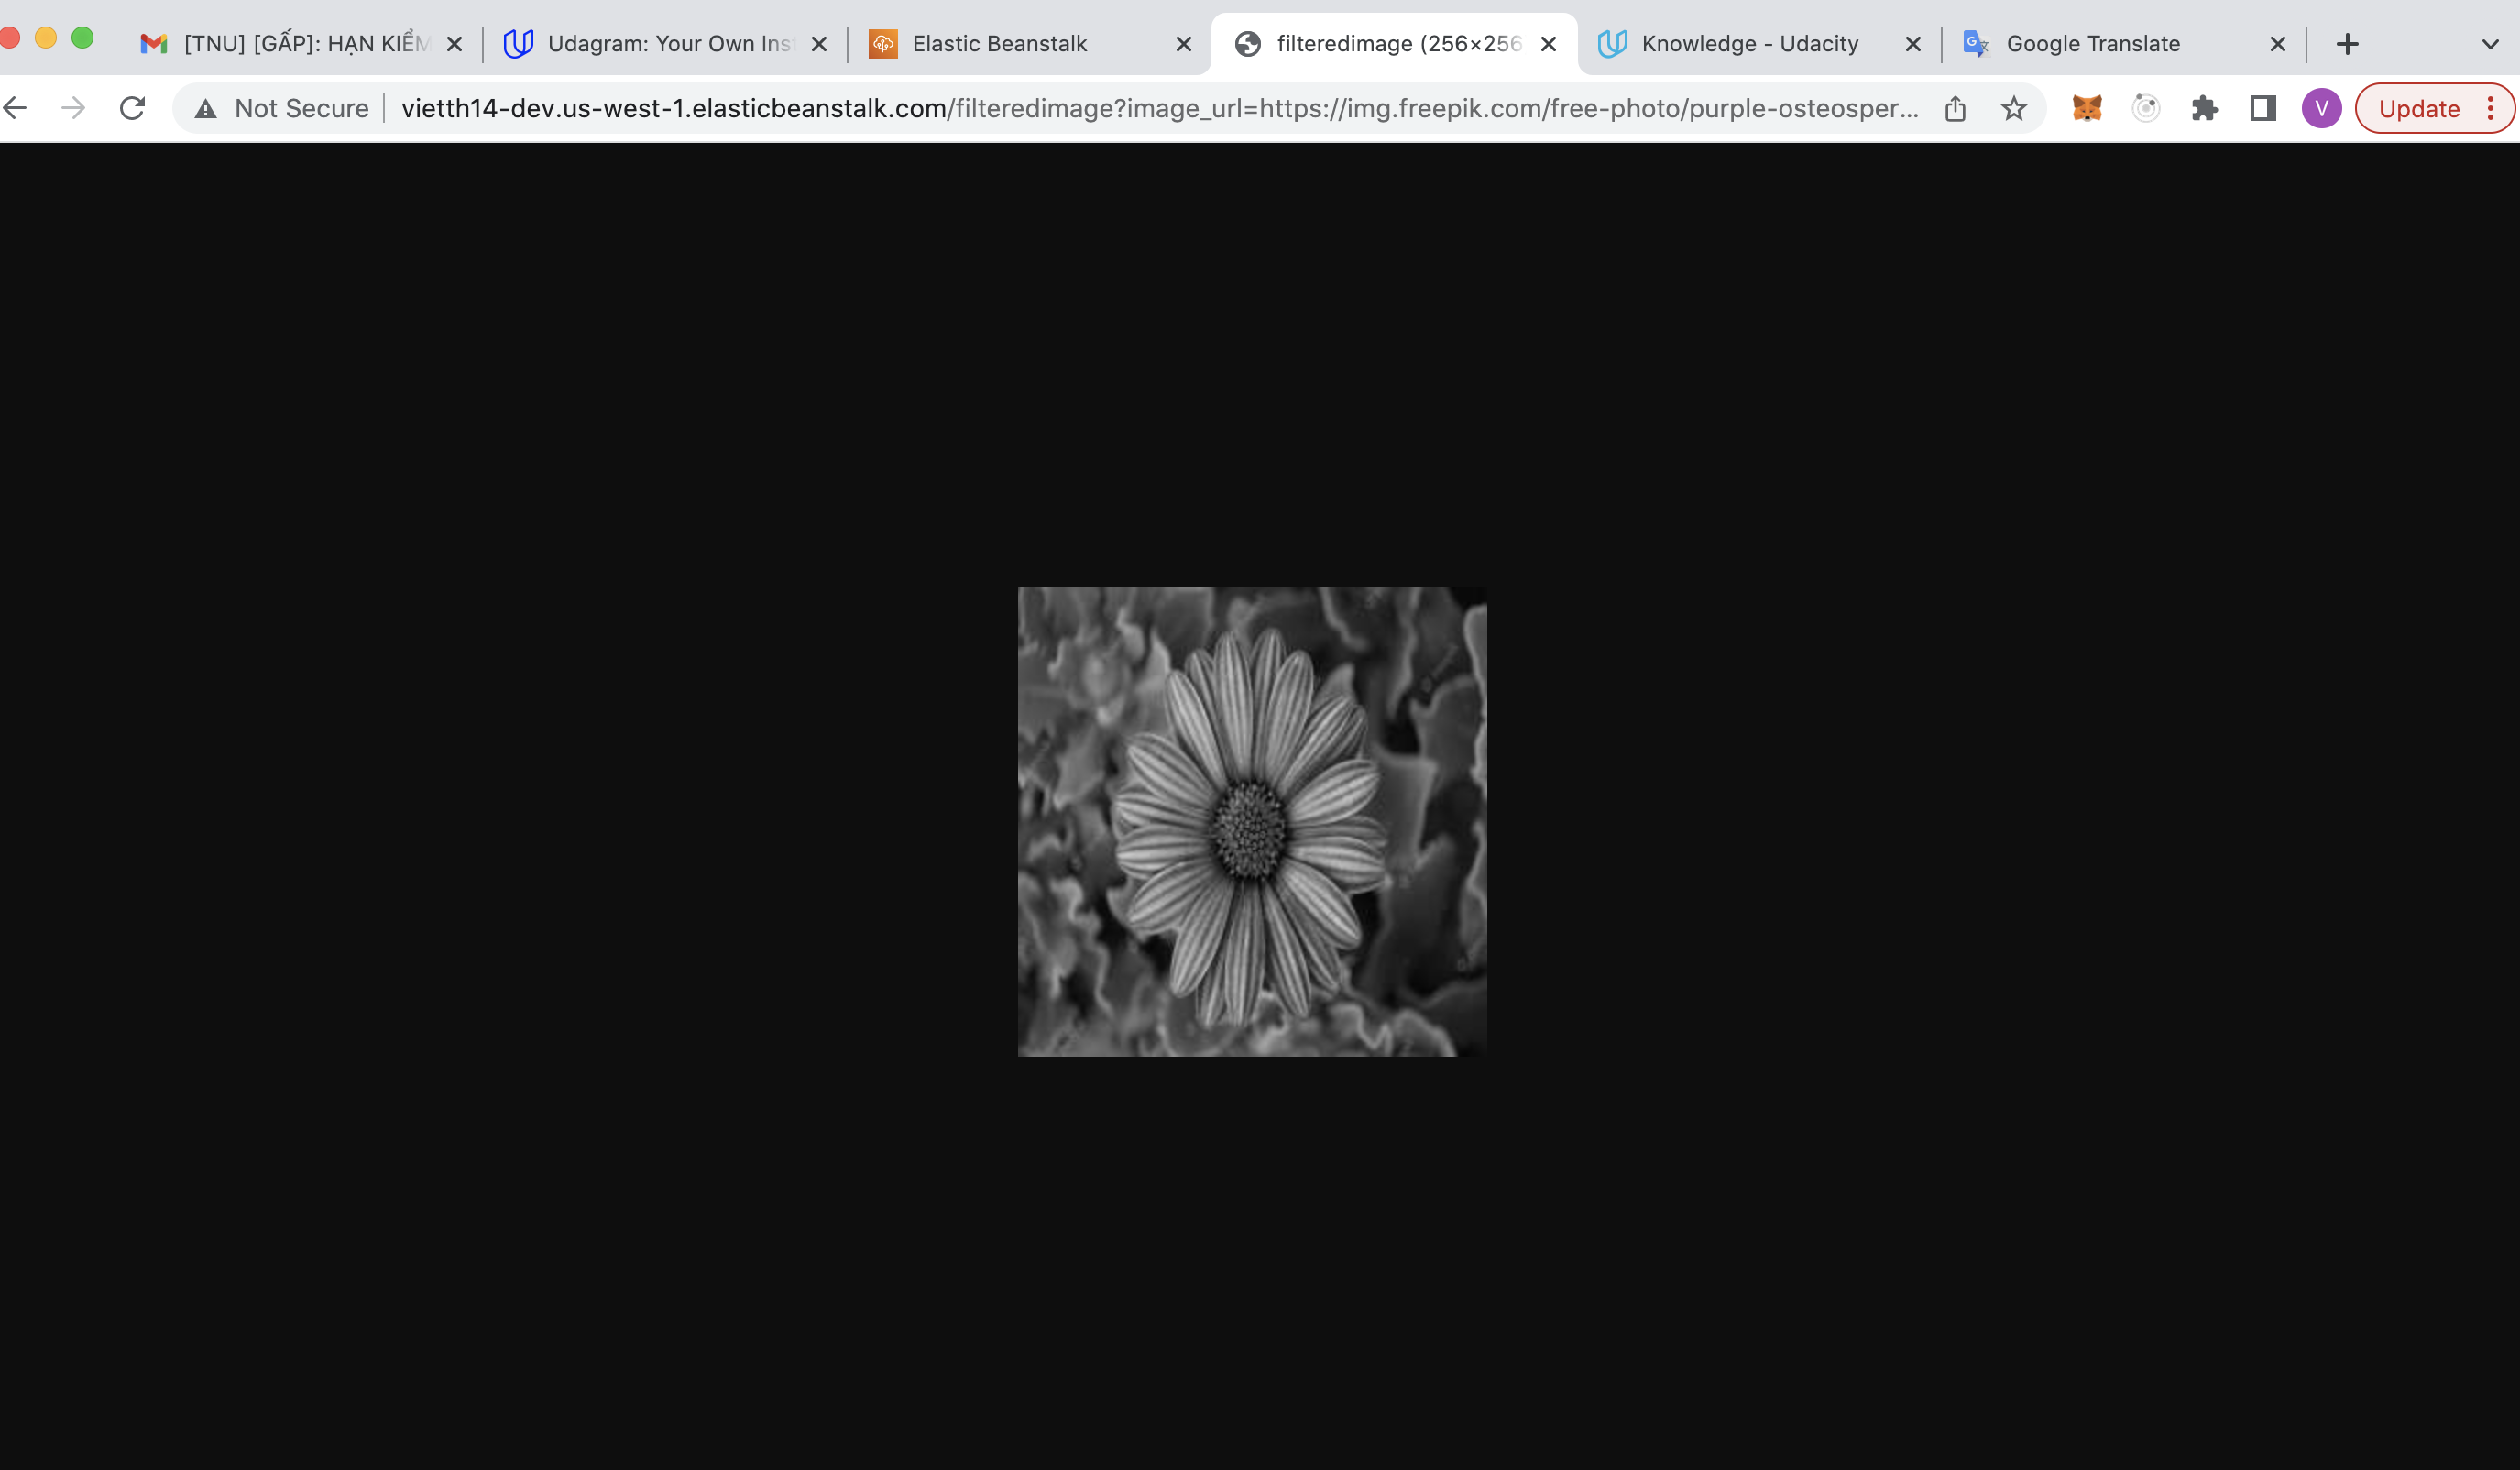 [TNU] [GẤP]: HẠN KIỂM
Udagram: Your Own Ins
Elastic Beanstalk
filteredimage (256×256
Knowledge - Udacity
Google Translate
Not Secure
vietth14-dev.us-west-1.elasticbeanstalk.com/filteredimage?image_url=https://img.freepik.com/free-photo/purple-osteosper...
V
Update